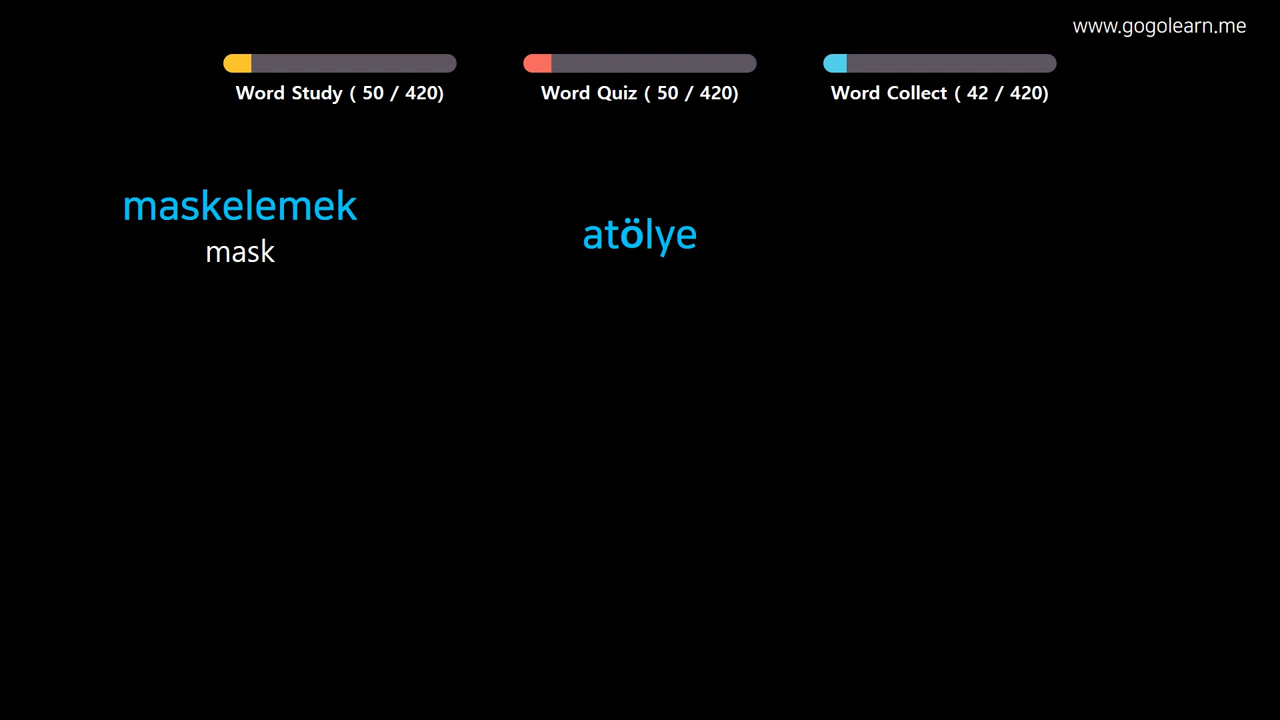 www.gogolearn.me
Word Study ( 50 / 420)
Word Quiz ( 50 / 420)
Word Collect ( 42 / 420)
maskelemek
mask
atölye